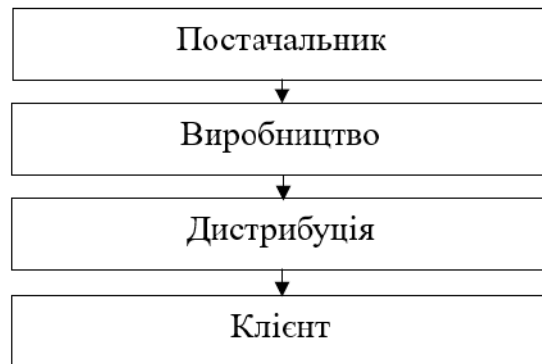 Постачальник
Виробництво
Дистрибуція
Клієнт